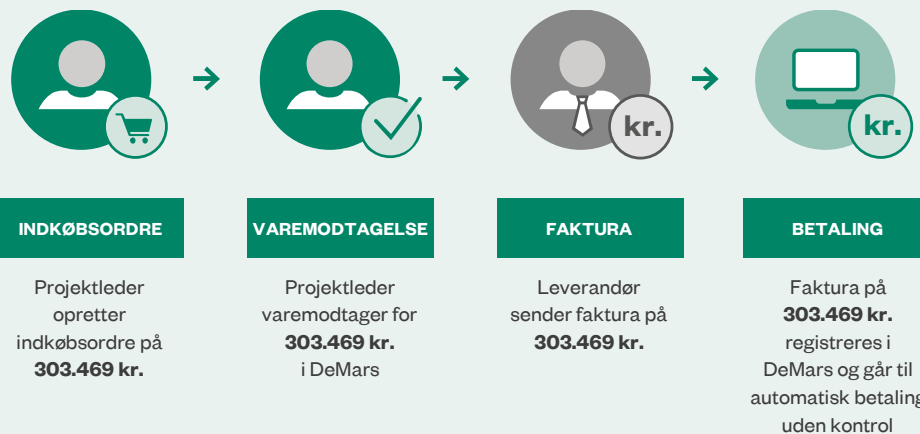 kr.
kr.
INDKØBSORDRE
Projektleder
opretter
indkøbsordre på
303.469 kr.
VAREMODTAGELSE
Projektleder
varemodtager for
303.469 kr.
i DeMars
FAKTURA
Leverandør
sender faktura på
303.469 kr.
BETALING
Faktura på
303.469 kr.
registreres i
DeMars og går til
automatisk betaling
uden kontrol